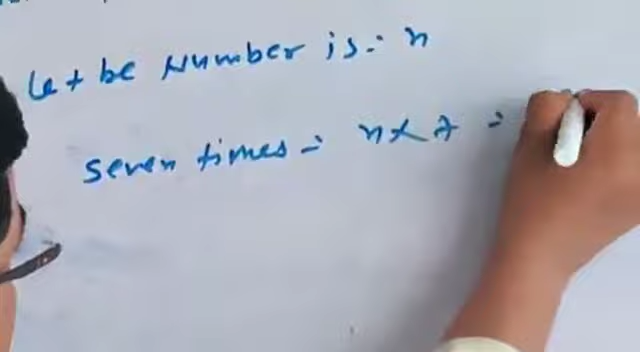 Let be Number is:- n
seven times = n × 7 =